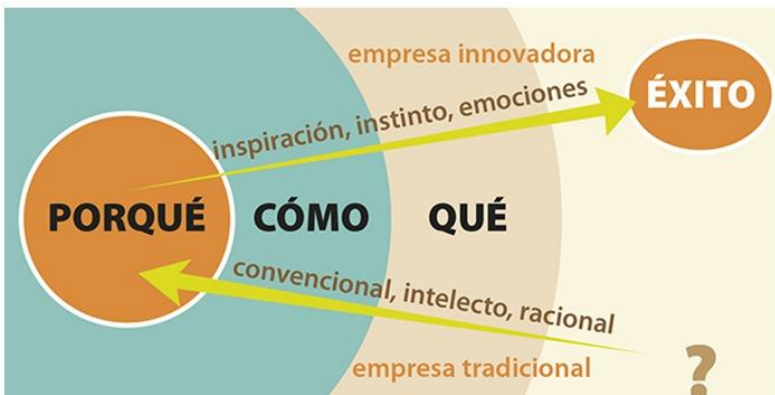 empresa innovadora
ÉXITO
inspiración, instinto, emociones
PORQUÉ CÓMO QUÉ
convencional, intelecto, racional
empresa tradicional
?